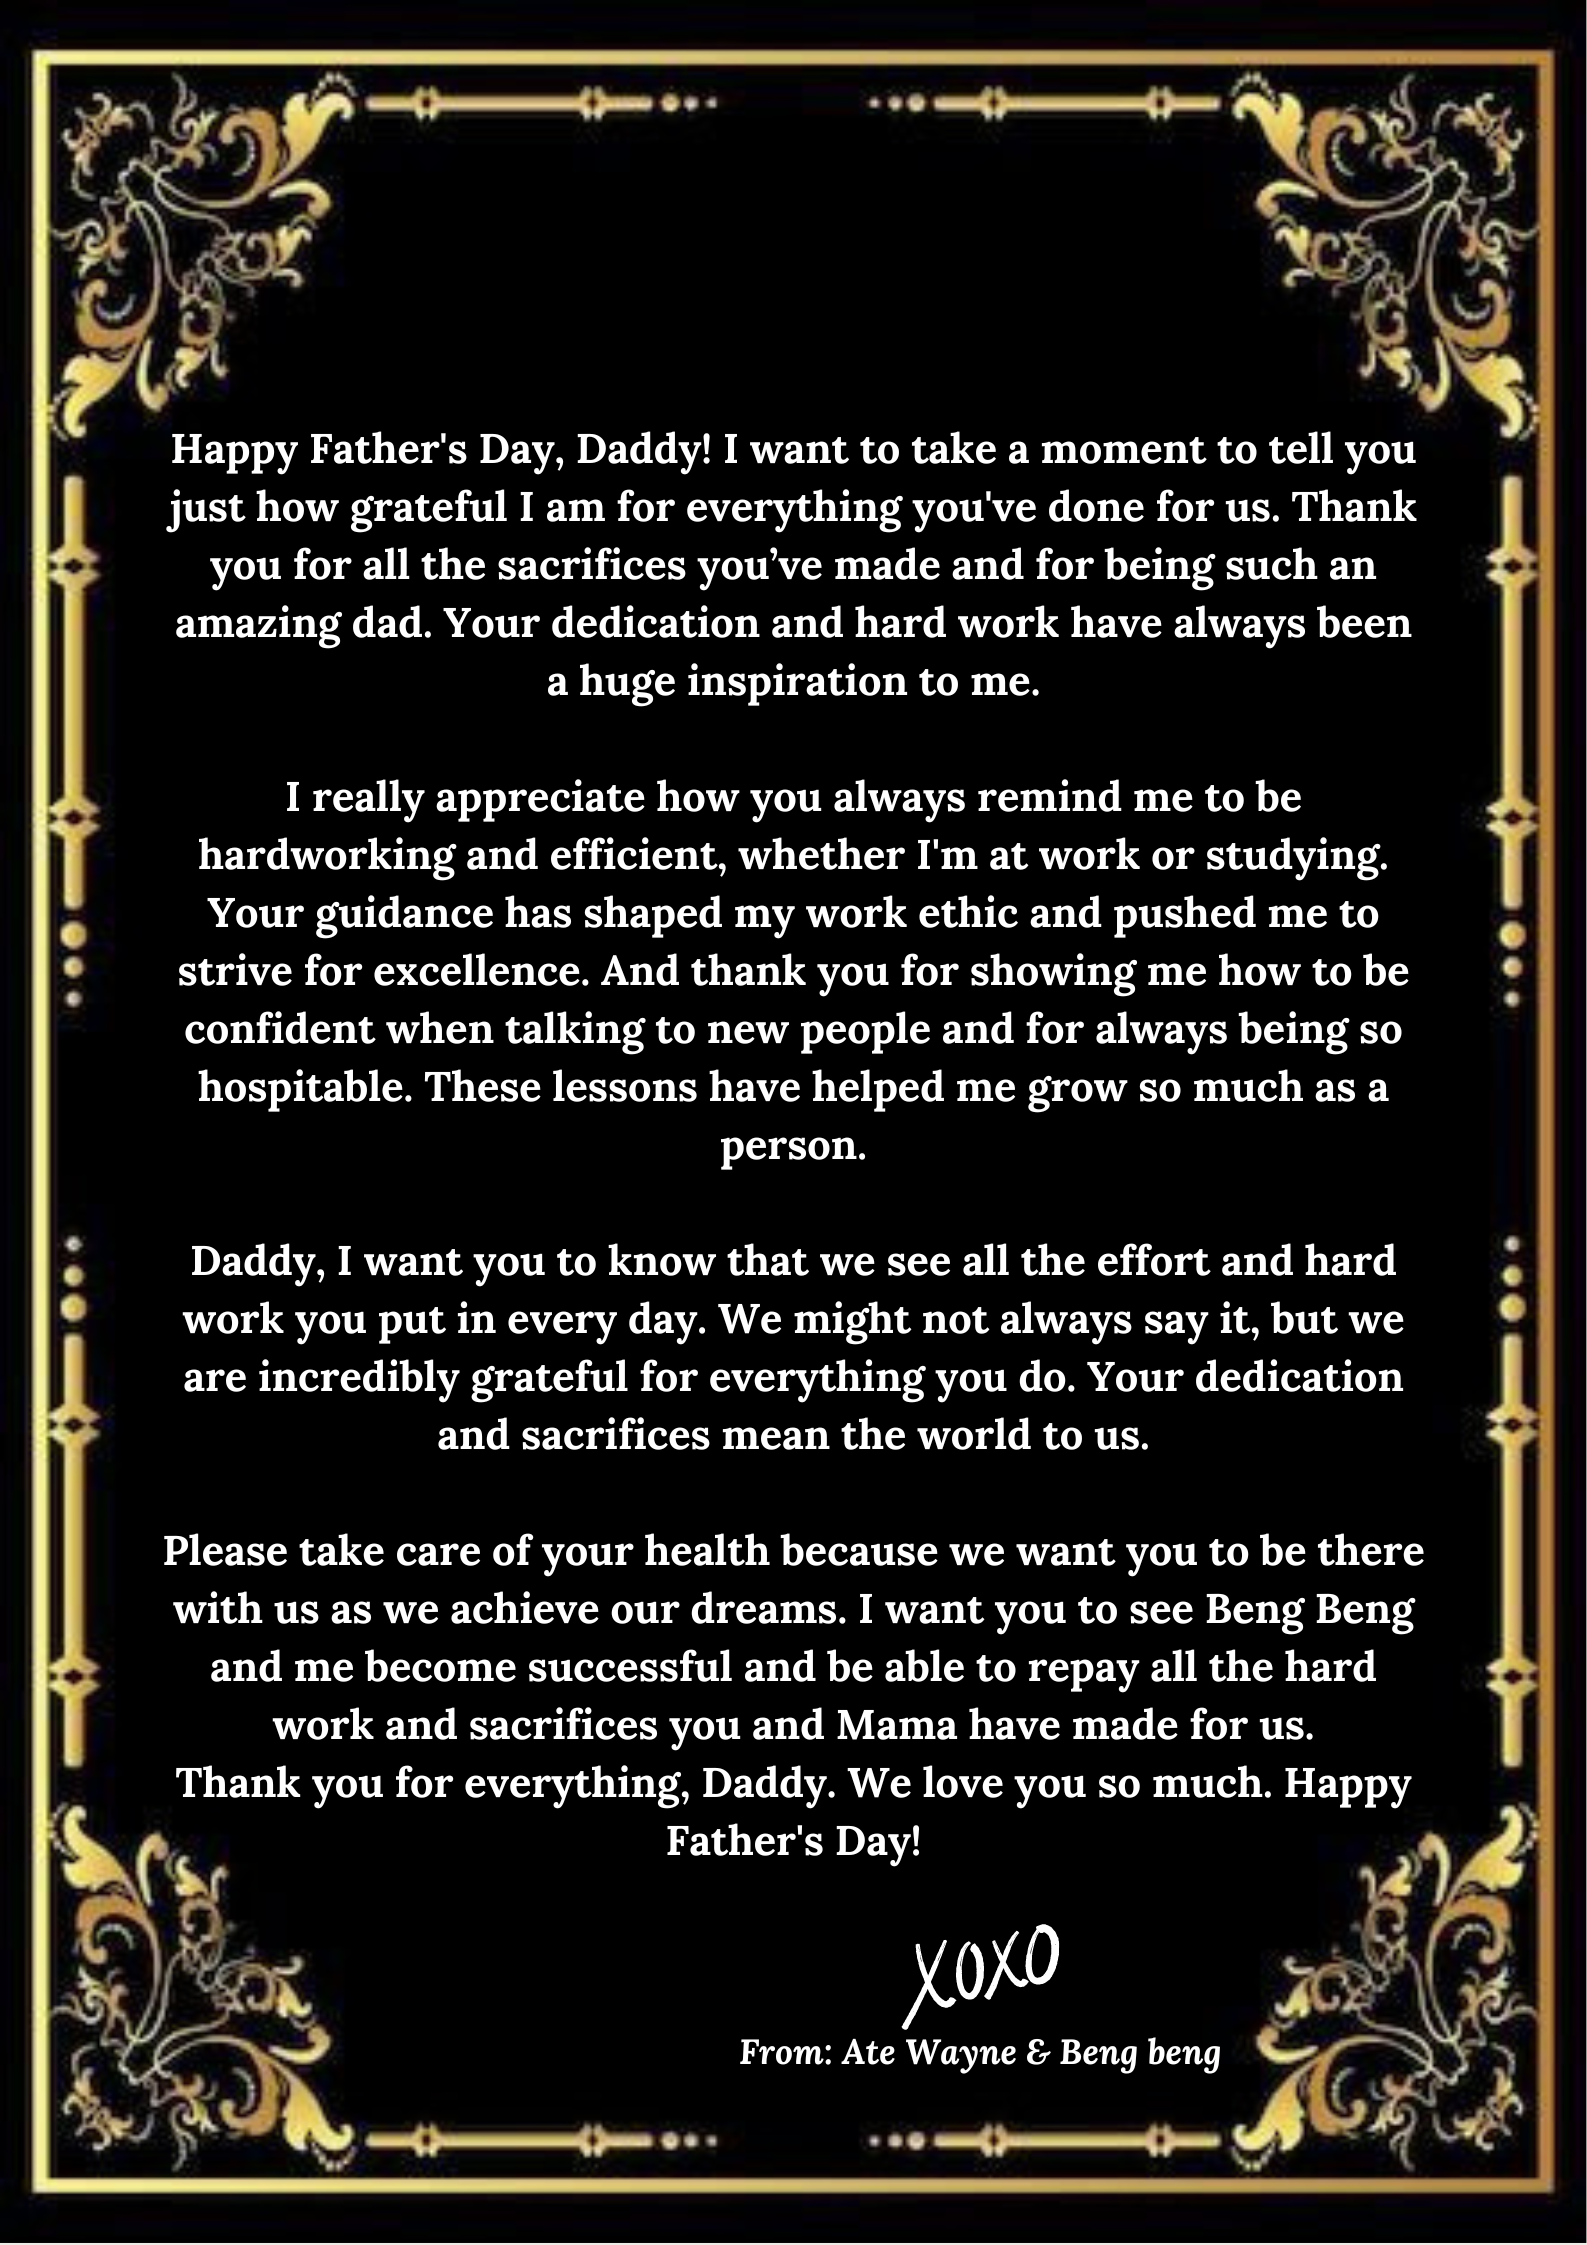 Happy Father's Day, Daddy! I want to take a moment to tell you
just how grateful I am for everything you've done for us. Thank
you for all the sacrifices you’ve made and for being such an
amazing dad. Your dedication and hard work have always been
a huge inspiration to me.
I really appreciate how you always remind me to be
hardworking and efficient, whether I'm at work or studying.
Your guidance has shaped my work ethic and pushed me to
strive for excellence. And thank you for showing me how to be
confident when talking to new people and for always being so
hospitable. These lessons have helped me grow so much as a
person.
Daddy, I want you to know that we see all the effort and hard
work you put in every day. We might not always say it, but we
are incredibly grateful for everything you do. Your dedication
and sacrifices mean the world to us.
Please take care of your health because we want you to be there
with us as we achieve our dreams. I want you to see Beng Beng
and me become successful and be able to repay all the hard
work and sacrifices you and Mama have made for us.
Thank you for everything, Daddy. We love you so much. Happy
Father's Day!
XOXO
From: Ate Wayne & Beng beng